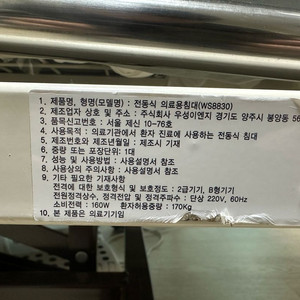 1. 제품명, 형명(모델명) : 전동식 의료용침대(WS8830)
2. 제조업자 상호 및 주소 : 주식회사 우성이엔지 경기도 양주시 봉양동 56
3. 품목신고번호 : 서울 제신 10-76호
4. 사용목적 : 의료기관에서 환자 진료에 사용하는 전동식 침대
5. 제조번호와 제조년월일 : 제조시 기재
6. 중량 또는 포장단위 : 1대
7. 성능 및 사용방법 : 사용설명서 참조
8. 사용상의 주의사항 : 사용설명서 참조
9. 기타 필요한 기재사항
전격에 대한 보호형식 및 보호정도 : 2급기기, B형기기
전원정격상수, 정격전압 및 정격주파수 : 단상 220V, 60Hz
소비전력 : 160W 환자허용중량 : 170Kg
10. 본 제품은 의료기기임